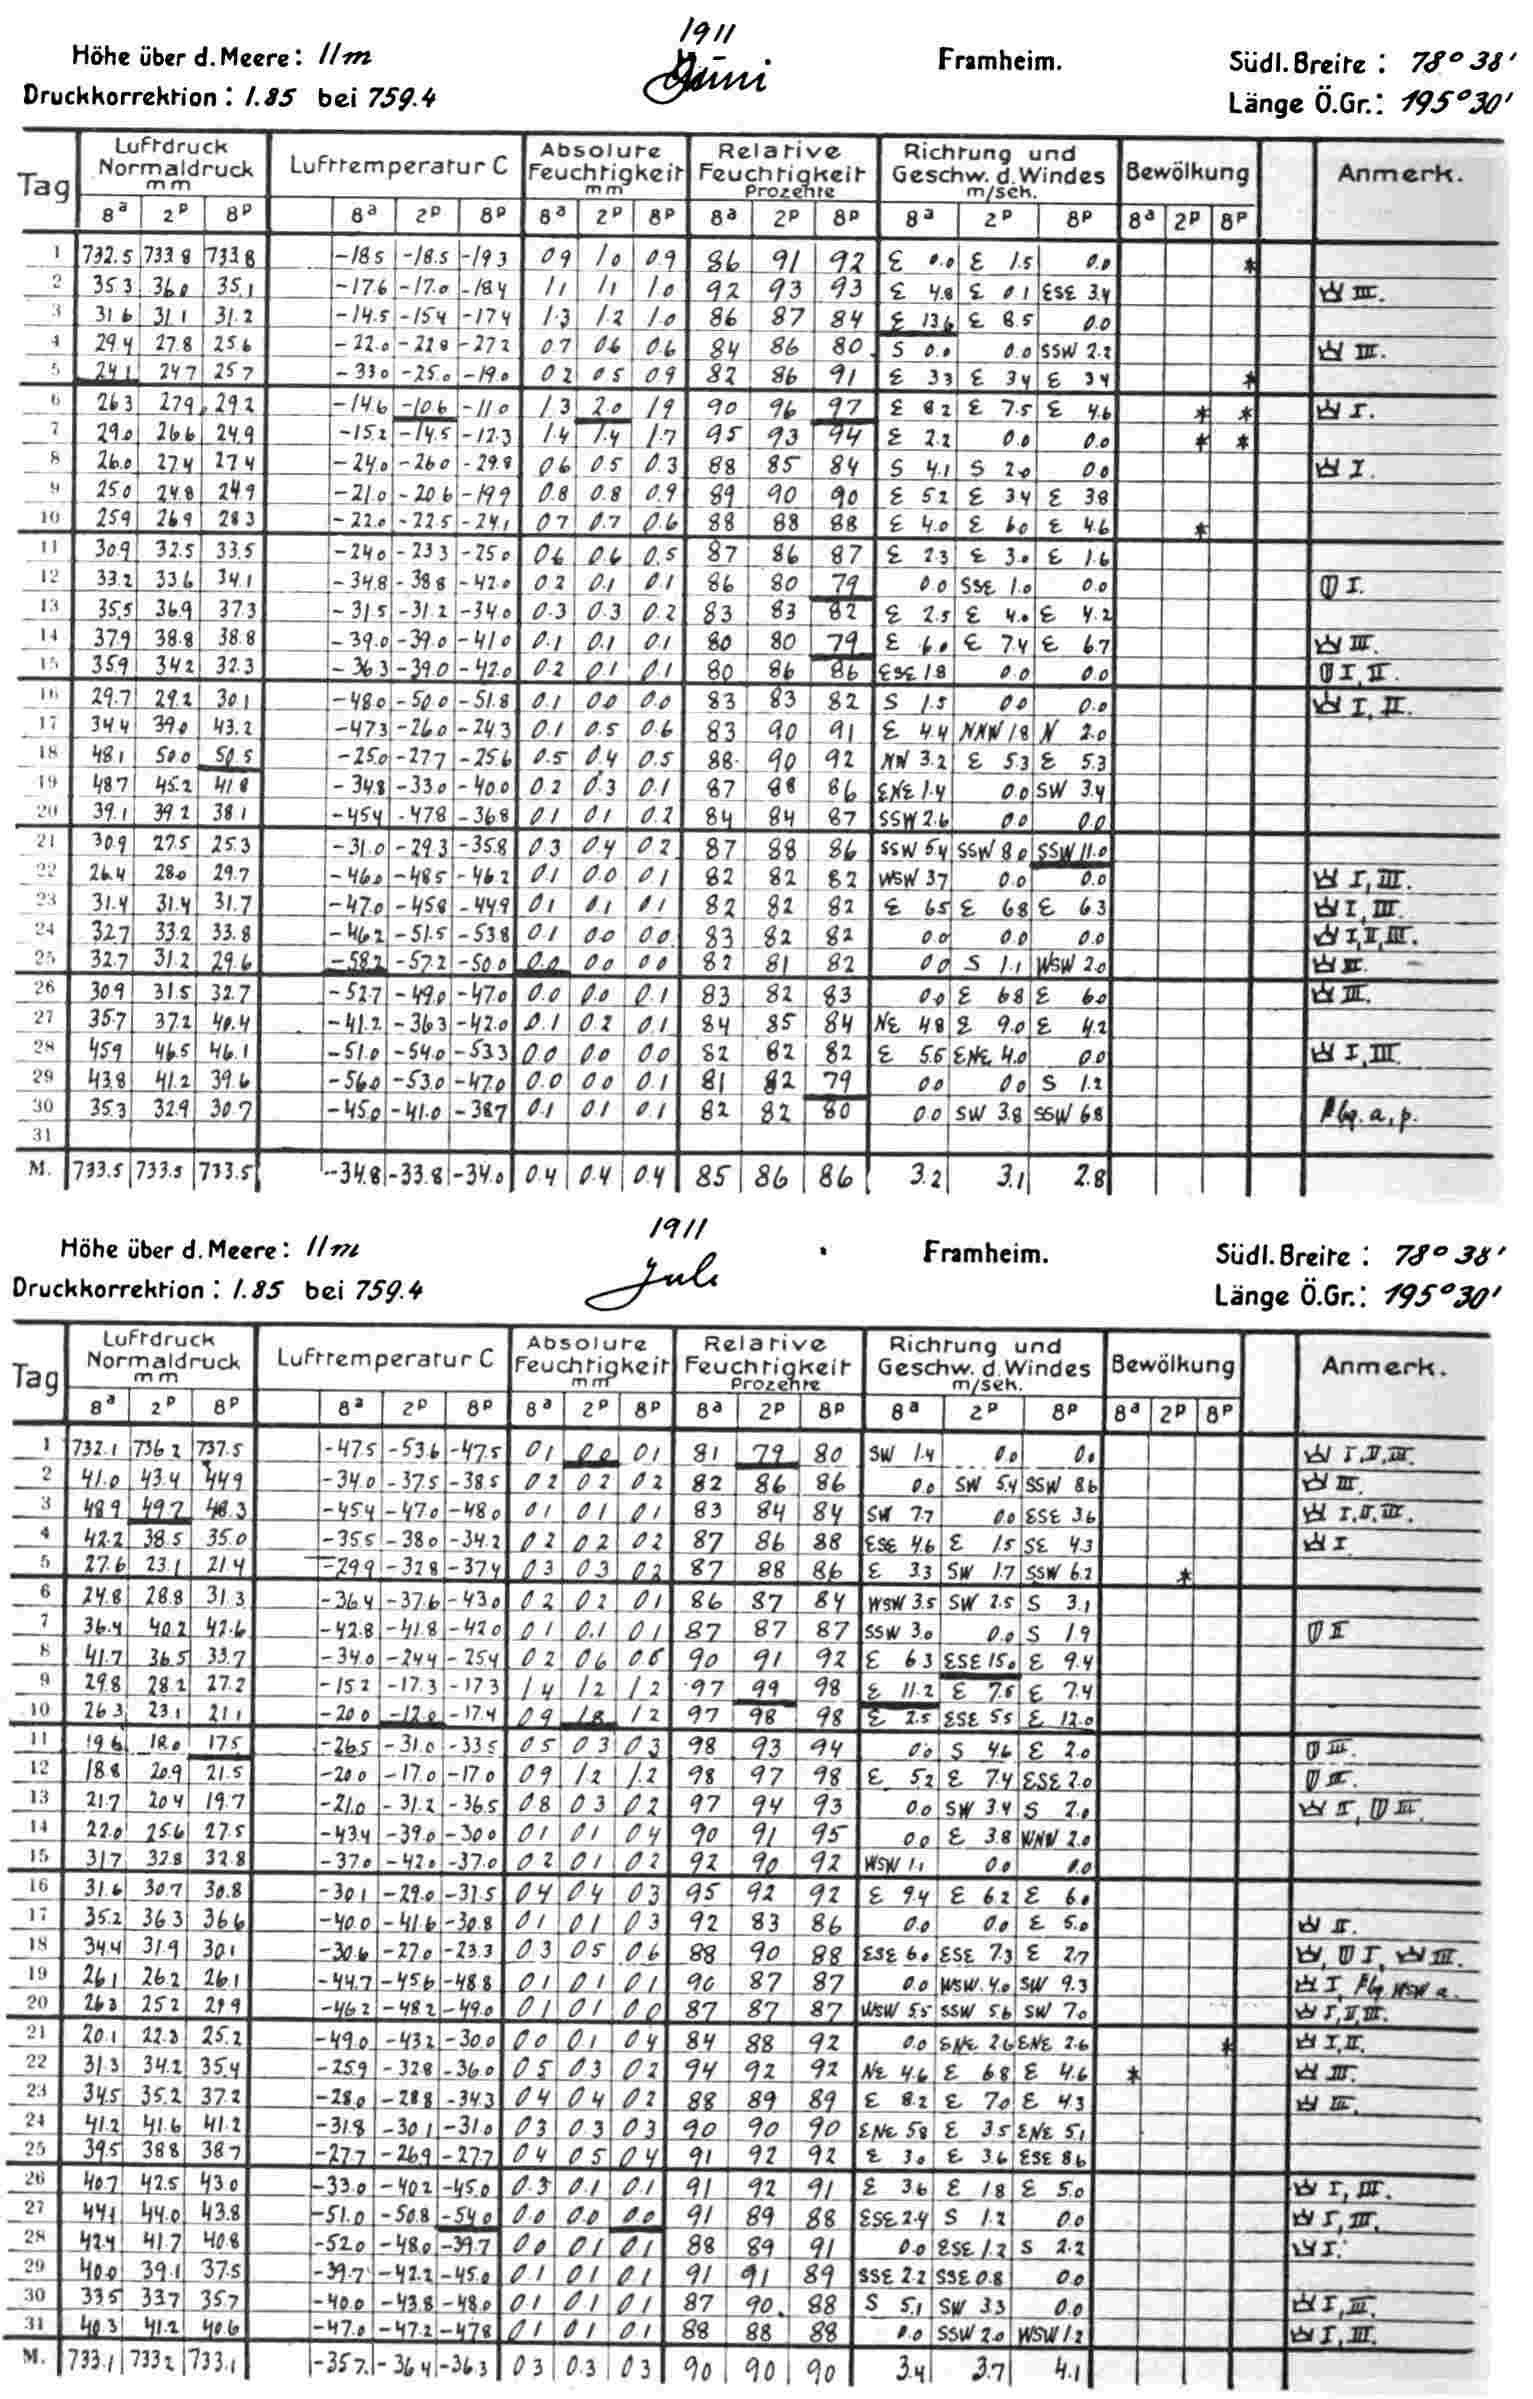 1911
Höhe über d. Meere: 11m Juni Framheim. Südl. Breite: 78° 38'
Druckkorrektion: 1.85 bei 759.4 Länge Ö.Gr.: 195° 30'
Tag Luftdruck Normaldruck mm Lufttemperatur C Absolute Feuchtigkeit mm Relative Feuchtigkeit Prozente Richtung und Geschw. d. Windes m/sek. Bewölkung Anmerk.
8a 2p 8p 8a 2p 8p 8a 2p 8p 8a 2p 8p 8a 2p 8p 8a 2p 8p
1 732.5 733.8 733.8 -18.5 -18.5 -19.3 0.9 1.0 0.9 86 91 92 E 0.0 E 1.5 0.0 *
2 35.3 36.0 35.1 -17.6 -17.0 -18.4 1.1 1.1 1.0 92 93 93 E 4.8 E 0.1 ESE 3.4 III.
3 31.6 31.1 31.2 -14.5 -15.4 -17.4 1.3 1.2 1.0 86 87 84 E 13.6 E 8.5 0.0
4 29.4 27.8 25.6 -22.0 -22.8 -27.2 0.7 0.6 0.6 84 86 80 S 0.0 0.0 SSW 2.2 III.
5 24.1 24.7 25.7 -33.0 -25.0 -19.0 0.2 0.5 0.9 82 86 91 E 3.3 E 3.4 E 3.4 *
6 26.3 27.9 29.2 -14.6 -10.6 -11.0 1.3 2.0 1.9 90 96 97 E 8.2 E 7.5 E 4.6 * * I.
7 29.0 26.6 24.9 -15.2 -14.5 -12.3 1.4 1.4 1.7 95 93 94 E 2.2 0.0 0.0 * *
8 26.0 27.4 27.4 -24.0 -26.0 -29.8 0.6 0.5 0.3 88 85 84 S 4.1 S 2.0 0.0 I.
9 25.0 24.8 24.9 -21.0 -20.6 -19.9 0.8 0.8 0.9 89 90 90 E 5.2 E 3.4 E 3.8
10 25.9 26.9 28.3 -22.0 -22.5 -24.1 0.7 0.7 0.6 88 88 88 E 4.0 E 6.0 E 4.6 *
11 30.9 32.5 33.5 -24.0 -23.3 -25.0 0.6 0.6 0.5 87 86 87 E 2.3 E 3.0 E 1.6
12 33.2 33.6 34.1 -34.8 -38.8 -42.0 0.2 0.1 0.1 86 80 79 0.0 SSE 1.0 0.0 I.
13 35.5 36.9 37.3 -31.5 -31.2 -34.0 0.3 0.3 0.2 83 83 82 E 2.5 E 4.0 E 4.2
14 37.9 38.8 38.8 -39.0 -39.0 -41.0 0.1 0.1 0.1 80 80 79 E 6.0 E 7.4 E 6.7 III.
15 35.9 34.2 32.3 -36.3 -39.0 -42.0 0.2 0.1 0.1 80 86 86 ESE 1.8 0.0 0.0 I, II.
16 29.7 29.2 30.1 -48.0 -50.0 -51.8 0.1 0.0 0.0 83 83 82 S 1.5 0.0 0.0 I, II.
17 34.4 39.0 43.2 -47.3 -26.0 -24.3 0.1 0.5 0.6 83 90 91 E 4.4 NNW 1.8 N 2.0
18 48.1 50.0 50.5 -25.0 -27.7 -25.6 0.5 0.4 0.5 88 90 92 NW 3.2 E 5.3 E 5.3
19 48.7 45.2 41.8 -34.8 -33.0 -40.0 0.2 0.3 0.1 87 88 86 ENE 1.4 0.0 SW 3.4
20 39.1 39.2 38.1 -45.4 -47.8 -36.8 0.1 0.1 0.2 84 84 87 SSW 2.6 0.0 0.0
21 30.9 27.5 25.3 -31.0 -29.3 -35.8 0.3 0.4 0.2 87 88 86 SSW 5.4 SSW 8.0 SSW 11.0
22 26.4 28.0 29.7 -46.0 -48.5 -46.2 0.1 0.0 0.1 82 82 82 WSW 3.7 0.0 0.0 I, III.
23 31.4 31.4 31.7 -47.0 -45.8 -44.9 0.1 0.1 0.1 82 82 82 E 6.5 E 6.8 E 6.3 I, III.
24 32.7 33.2 33.8 -46.2 -51.5 -53.8 0.1 0.0 0.0 83 82 82 0.0 0.0 0.0 I, II, III.
25 32.7 31.2 29.6 -58.2 -57.2 -50.0 0.0 0.0 0.0 82 81 82 0.0 S 1.1 WSW 2.0
26 30.9 31.5 32.7 -52.7 -49.0 -47.0 0.0 0.0 0.1 83 82 83 0.0 E 6.8 E 6.0 III.
27 35.7 37.2 40.4 -41.2 -36.3 -42.0 0.1 0.2 0.1 84 85 84 NE 4.8 E 9.0 E 4.2
28 45.9 46.5 46.1 -51.0 -54.0 -53.3 0.0 0.0 0.0 82 82 82 E 5.6 ENE 4.0 0.0 I, III.
29 43.8 41.2 39.6 -56.0 -53.0 -47.0 0.0 0.0 0.1 81 82 79 0.0 0.0 S 1.2
30 35.3 32.9 30.7 -45.0 -41.0 -38.7 0.1 0.1 0.1 82 82 80 0.0 SW 3.8 SSW 6.8 a, p.
31
M. 733.5 733.5 733.5 -34.8 -33.8 -34.0 0.4 0.4 0.4 85 86 86 3.2 3.1 2.8
1911
Höhe über d. Meere: 11m Juli Framheim. Südl. Breite: 78° 38'
Druckkorrektion: 1.85 bei 759.4 Länge Ö.Gr.: 195° 30'
Tag Luftdruck Normaldruck mm Lufttemperatur C Absolute Feuchtigkeit mm Relative Feuchtigkeit Prozente Richtung und Geschw. d. Windes m/sek. Bewölkung Anmerk.
8a 2p 8p 8a 2p 8p 8a 2p 8p 8a 2p 8p 8a 2p 8p 8a 2p 8p
1 732.1 736.2 737.5 -47.5 -53.6 -47.5 0.1 0.0 0.1 81 79 80 SW 1.4 0.0 0.0 I, II, III.
2 41.0 43.4 44.9 -34.0 -37.5 -38.5 0.2 0.2 0.2 82 86 86 0.0 SW 5.4 SSW 8.6 III.
3 48.9 49.7 48.3 -45.4 -47.0 -48.0 0.1 0.1 0.1 83 84 84 SW 7.7 0.0 ESE 3.6 I, II, III.
4 42.2 38.5 35.0 -35.5 -38.0 -34.2 0.2 0.2 0.2 87 86 88 ESE 4.6 E 1.5 SE 4.3 I
5 27.6 23.1 21.4 -29.9 -32.8 -37.4 0.3 0.3 0.2 87 88 86 E 3.3 SW 1.7 SSW 6.2 *
6 24.8 28.8 31.3 -36.4 -37.6 -43.0 0.2 0.2 0.1 86 87 84 WSW 3.5 SW 2.5 S 3.1
7 36.4 40.2 42.6 -42.8 -41.8 -42.0 0.1 0.1 0.1 87 87 87 SSW 3.0 0.0 S 1.9 II
8 41.7 36.5 33.7 -34.0 -24.4 -25.4 0.2 0.6 0.6 90 91 92 E 6.3 ESE 15.0 E 9.4
9 29.8 28.2 27.2 -15.2 -17.3 -17.3 1.4 1.2 1.2 97 99 98 E 11.2 E 7.6 E 7.4
10 26.3 23.1 21.1 -20.0 -12.0 -17.4 0.9 1.8 1.2 97 98 98 E 2.5 ESE 5.5 E 12.0
11 19.6 18.0 17.5 -26.5 -31.0 -33.5 0.5 0.3 0.3 98 93 94 0.0 S 4.6 E 2.0 III.
12 18.8 20.9 21.5 -20.0 -17.0 -17.0 0.9 1.2 1.2 98 97 98 E 5.2 E 7.4 ESE 2.0 III.
13 21.7 20.4 19.7 -21.0 -31.2 -36.5 0.8 0.3 0.2 97 94 93 0.0 SW 3.4 S 2.0 II, III.
14 22.0 25.6 27.5 -43.4 -39.0 -30.0 0.1 0.1 0.4 90 91 95 0.0 E 3.8 WNW 2.0
15 31.7 32.8 32.8 -37.0 -42.0 -37.0 0.2 0.1 0.2 92 90 92 WSW 1.1 0.0 0.0
16 31.6 30.7 30.8 -30.1 -29.0 -31.5 0.4 0.4 0.3 95 92 92 E 9.4 E 6.2 E 6.0
17 35.2 36.3 36.6 -40.0 -41.6 -30.8 0.1 0.1 0.3 92 83 86 0.0 0.0 E 5.0 II.
18 34.4 31.9 30.1 -30.6 -27.0 -23.3 0.3 0.5 0.6 88 90 88 ESE 6.0 ESE 7.3 E 2.7 I, III.
19 26.1 26.2 26.1 -44.7 -45.6 -48.8 0.1 0.1 0.1 90 87 87 0.0 WSW 4.0 SW 9.3 I, WSW a.
20 26.3 25.2 21.9 -46.2 -48.2 -49.0 0.1 0.1 0.0 87 87 87 WSW 5.5 SSW 5.6 SW 7.0 I, II, III.
21 20.1 22.3 25.2 -49.0 -43.2 -30.0 0.0 0.1 0.4 84 88 92 0.0 ENE 2.6 ENE 2.6 * I, II.
22 31.3 34.2 35.4 -25.9 -32.8 -36.0 0.5 0.3 0.2 94 92 92 NE 4.6 E 6.8 E 4.6 * III.
23 34.5 35.2 37.2 -28.0 -28.8 -34.3 0.4 0.4 0.2 88 89 89 E 8.2 E 7.0 E 4.3 III.
24 41.2 41.6 41.2 -31.8 -30.1 -31.0 0.3 0.3 0.3 90 90 90 ENE 5.8 E 3.5 ENE 5.1
25 39.5 38.8 38.7 -27.7 -26.9 -27.7 0.4 0.5 0.4 91 92 92 E 3.0 E 3.6 ESE 8.6
26 40.7 42.5 43.0 -33.0 -40.2 -45.0 0.3 0.1 0.1 91 92 91 E 3.6 E 1.8 E 5.0 I, III.
27 44.1 44.0 43.8 -51.0 -50.8 -54.0 0.0 0.0 0.0 91 89 88 ESE 2.4 S 1.2 0.0 I, III.
28 42.4 41.7 40.8 -52.0 -48.0 -39.7 0.0 0.1 0.1 88 89 91 0.0 ESE 1.2 S 2.2 I.
29 40.0 39.1 37.5 -39.7 -42.2 -45.0 0.1 0.1 0.1 91 91 89 SSE 2.2 SSE 0.8 0.0
30 33.5 33.7 35.7 -40.0 -43.8 -48.0 0.1 0.1 0.1 87 90 88 S 5.1 SW 3.3 0.0 I, III.
31 40.3 41.2 40.6 -47.0 -47.2 -47.8 0.1 0.1 0.1 88 88 88 0.0 SSW 2.0 WSW 1.2 I, III.
M. 733.1 733.2 733.1 -35.7 -36.4 -36.3 0.3 0.3 0.3 90 90 90 3.4 3.7 4.1